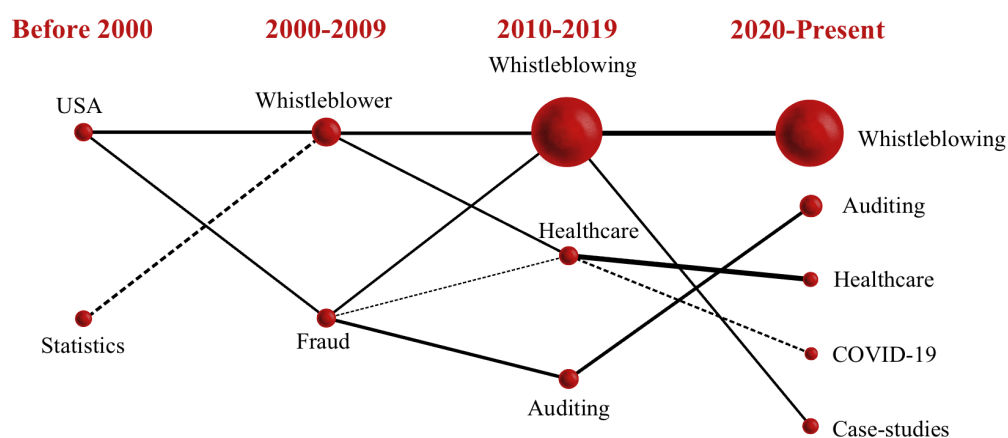 Before 2000
2000-2009
2010-2019
2020-Present
Whistleblowing
USA
Whistleblower
Whistleblowing
Auditing
Healthcare
Healthcare
Statistics
Fraud
COVID-19
Auditing
Case-studies